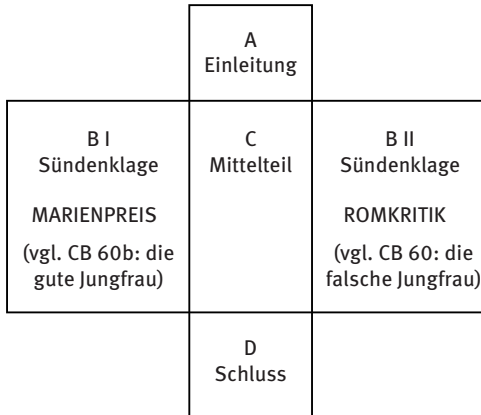 A
Einleitung
B I
Sündenklage
MARIENPREIS
(vgl. CB 60b: die
gute Jungfrau)
C
Mittelteil
B II
Sündenklage
ROMKRITIK
(vgl. CB 60: die
falsche Jungfrau)
D
Schluss